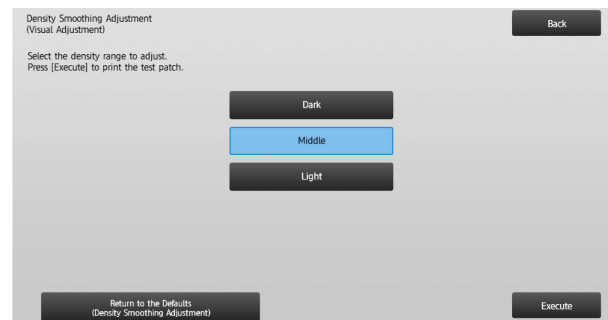 Density Smoothing Adjustment
(Visual Adjustment)
Back
Select the density range to adjust.
Press [Execute] to print the test patch.
Dark
Middle
Light
Return to the Defaults
(Density Smoothing Adjustment)
Execute